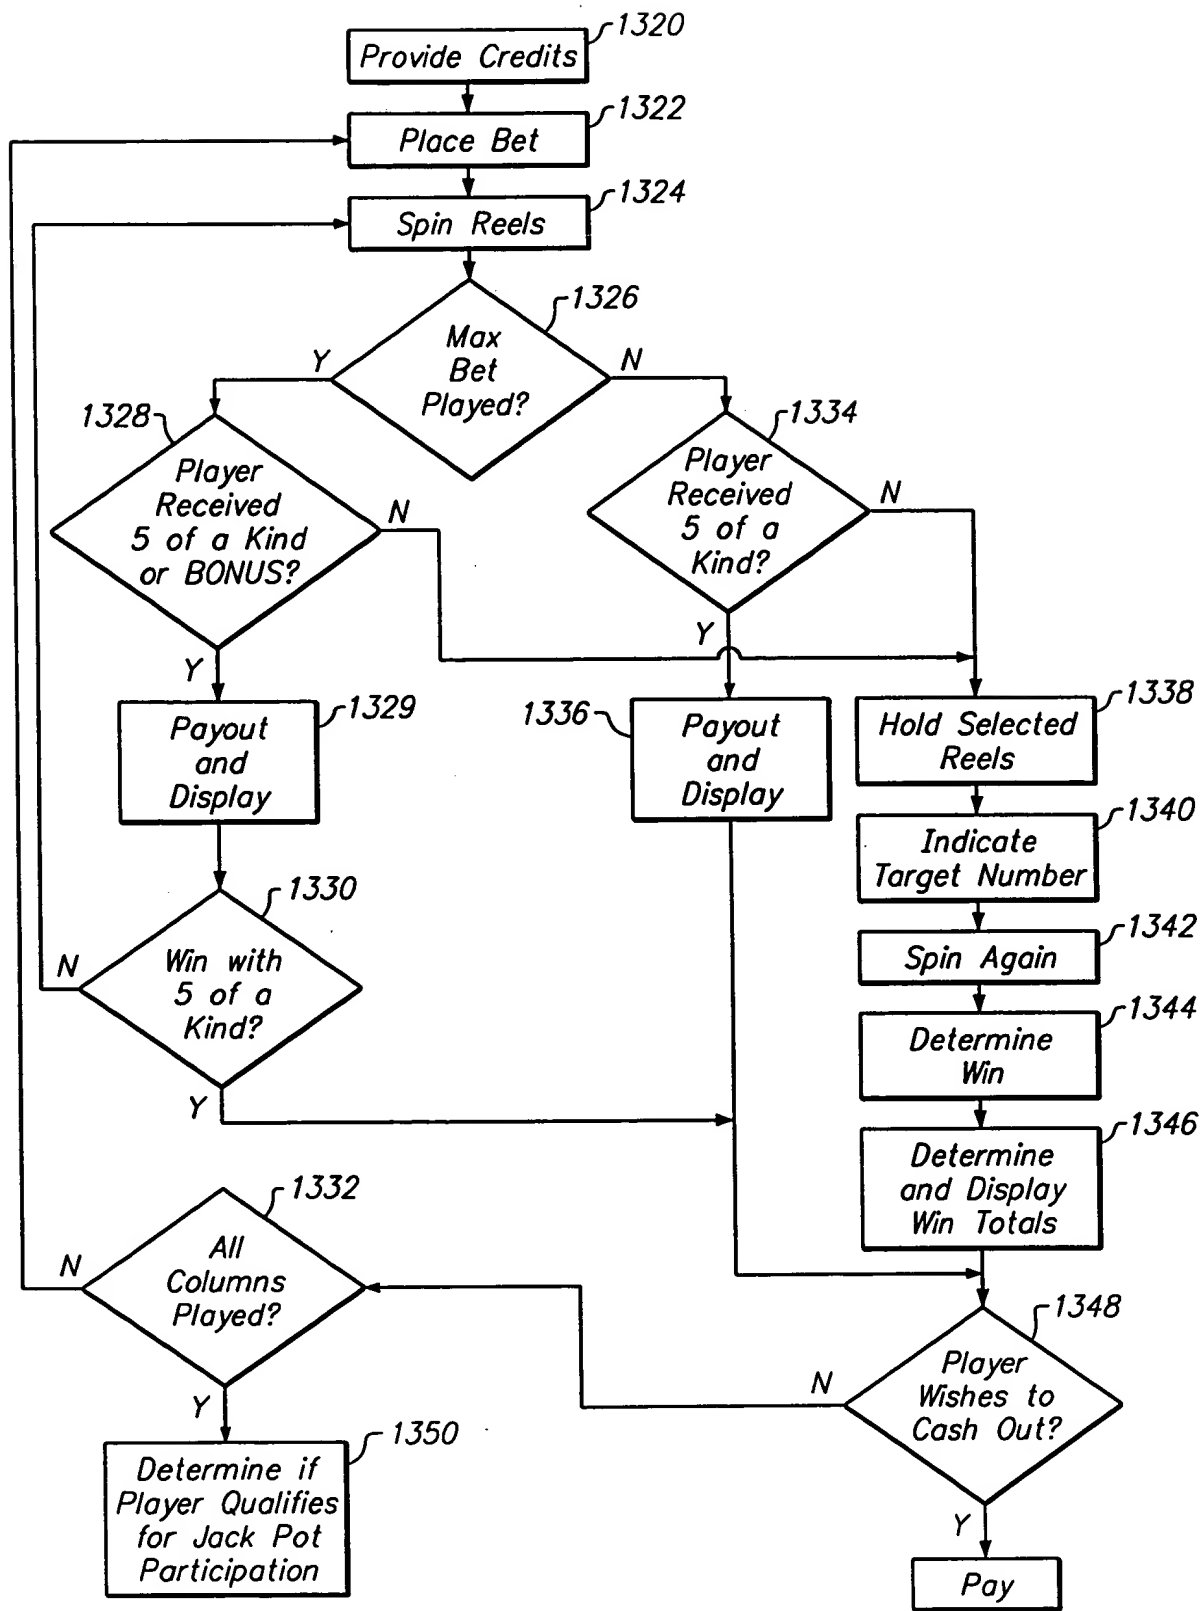 1320
Provide Credits
1322
Place Bet
1324
Spin Reels
1326
Max
Bet
Played?
Y
N
1328
Player
Received
5 of a Kind
or BONUS?
N
Y
1334
Player
Received
5 of a
Kind?
N
Y
1329
Payout
and
Display
1336
Payout
and
Display
1338
Hold Selected
Reels
1340
Indicate
Target Number
1330
Win with
5 of a
Kind?
N
Y
1342
Spin Again
1344
Determine
Win
1346
Determine
and Display
Win Totals
1332
All
Columns
Played?
N
Y
1348
Player
Wishes to
Cash Out?
N
Y
1350
Determine if
Player Qualifies
for Jack Pot
Participation
Pay